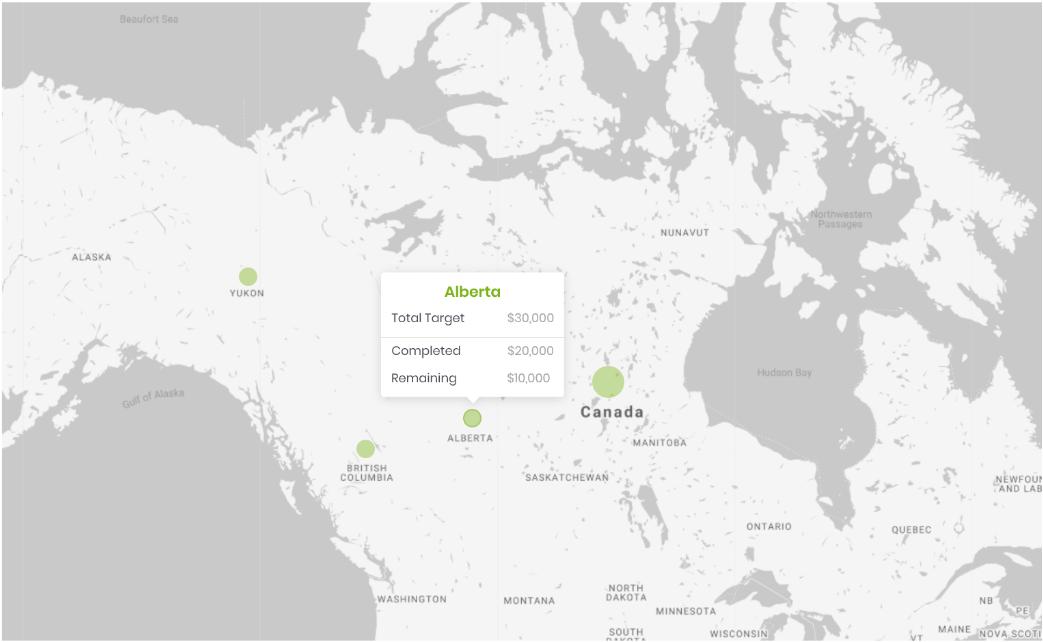 Beaufort Sea
Northwestern
Passages
NUNAVUT
ALASKA
YUKON
Alberta
Total Target $30,000
Completed $20,000
Remaining $10,000
Hudson Bay
Gulf of Alaska
Canada
ALBERTA
MANITOBA
BRITISH
COLUMBIA
SASKATCHEWAN
NEWFOUN
AND LAB
ONTARIO
QUEBEC
WASHINGTON
MONTANA
NORTH
DAKOTA
MINNESOTA
NB
PE
SOUTH
DAKOTA
WISCONSIN
VT
MAINE
NOVA SCOTI